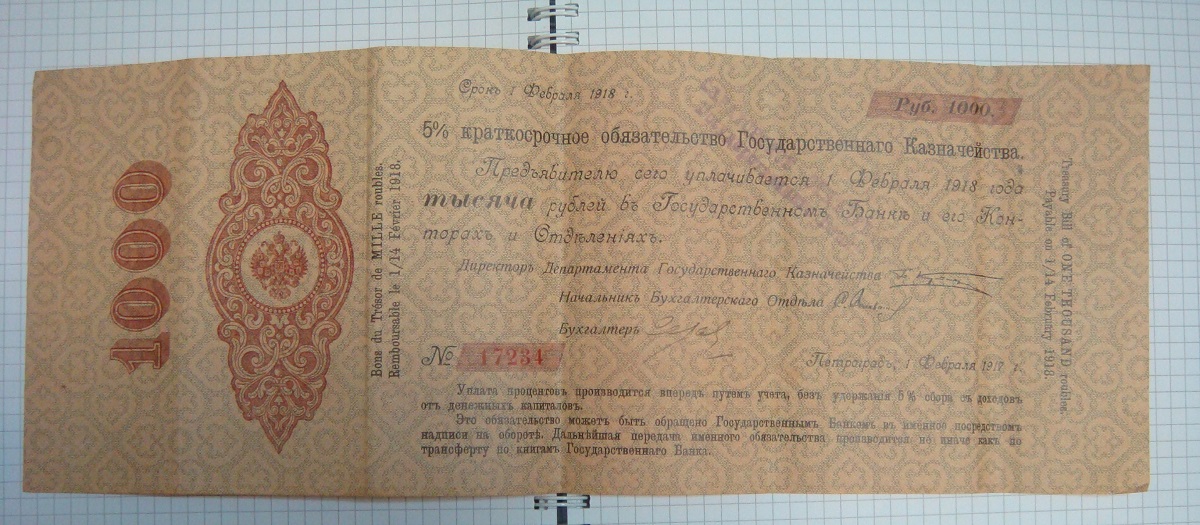 1000
Bons du Trésor de MILLE roubles.
Remboursable le 1/14 Février 1918.
Срокъ 1 Февраля 1918 г.
Руб. 1000.
5% краткосрочное обязательство Государственнаго Казначейства.
Предъявителю сего уплачивается 1 Февраля 1918 года
тысяча рублей въ Государственномъ Банкѣ и его Кон-
торахъ и Отдѣленіяхъ.
Директоръ Департамента Государственнаго Казначейства
Начальникъ Бухгалтерскаго Отдѣла
Бухгалтеръ
№ 17234
Петроградъ, 1 Февраля 1917 г.
Уплата процентовъ производится впередъ путемъ учета, безъ удержанія 5% сбора съ доходовъ
отъ денежныхъ капиталовъ.
Это обязательство можетъ быть обращено Государственнымъ Банкомъ въ именное посредствомъ
надписи на оборотѣ. Дальнѣйшая передача именного обязательства производится не иначе какъ по
трансферту по книгамъ Государственнаго Банка.
Treasury Bill of ONE THOUSAND roubles.
Payable on 1/14 February 1918.